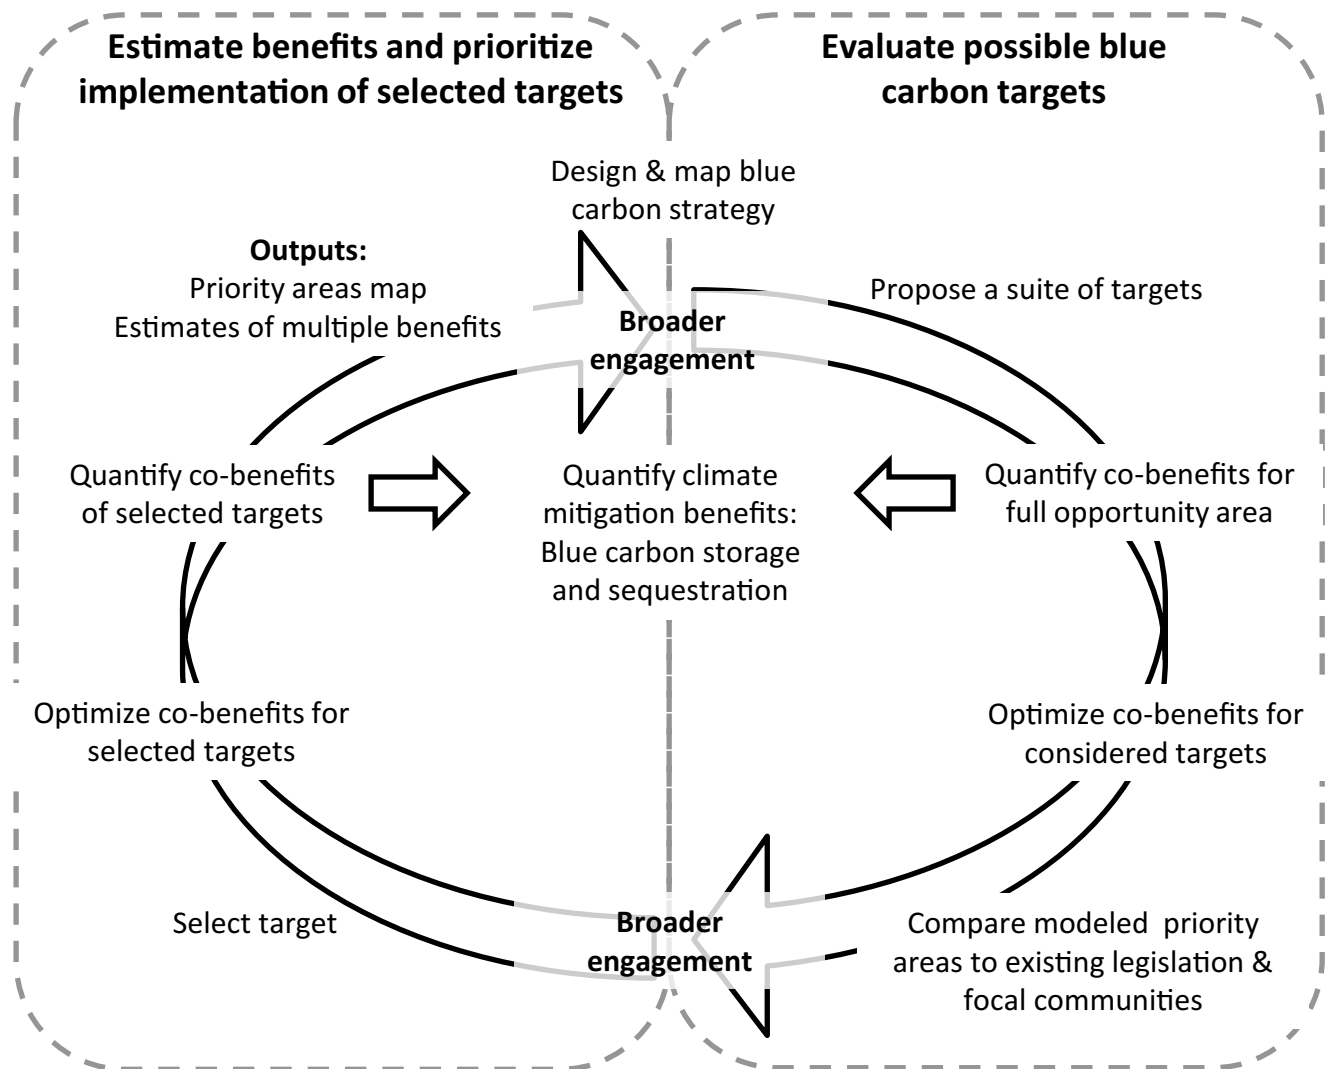 Estimate benefits and prioritize
implementation of selected targets
Evaluate possible blue
carbon targets
Design & map blue
carbon strategy
Outputs:
Priority areas map
Estimates of multiple benefits
Broader
engagement
Propose a suite of targets
Quantify co-benefits
of selected targets
Quantify climate
mitigation benefits:
Blue carbon storage
and sequestration
Quantify co-benefits for
full opportunity area
Optimize co-benefits for
selected targets
Optimize co-benefits for
considered targets
Select target
Broader
engagement
Compare modeled priority
areas to existing legislation &
focal communities